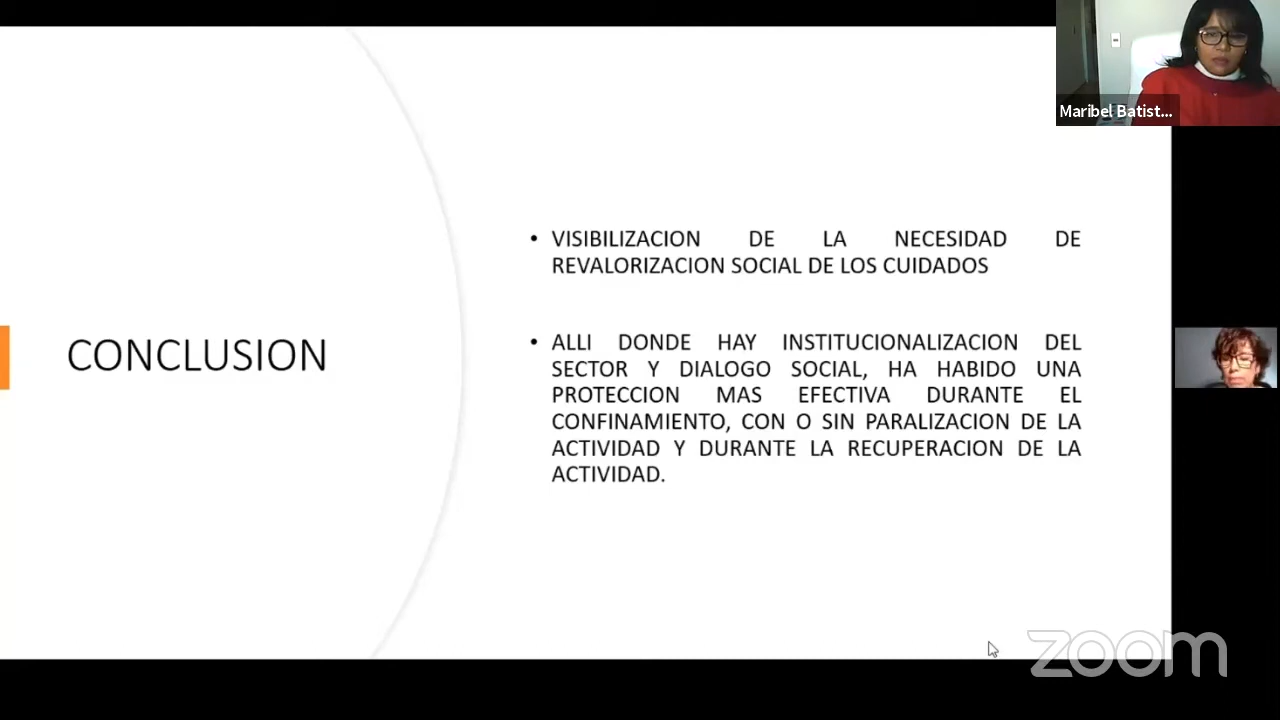 Maribel Batist...
• VISIBILIZACION DE LA NECESIDAD DE
REVALORIZACION SOCIAL DE LOS CUIDADOS
CONCLUSION
• ALLI DONDE HAY INSTITUCIONALIZACION DEL
SECTOR Y DIALOGO SOCIAL, HA HABIDO UNA
PROTECCION MAS EFECTIVA DURANTE EL
CONFINAMIENTO, CON O SIN PARALIZACION DE LA
ACTIVIDAD Y DURANTE LA RECUPERACION DE LA
ACTIVIDAD.
zoom